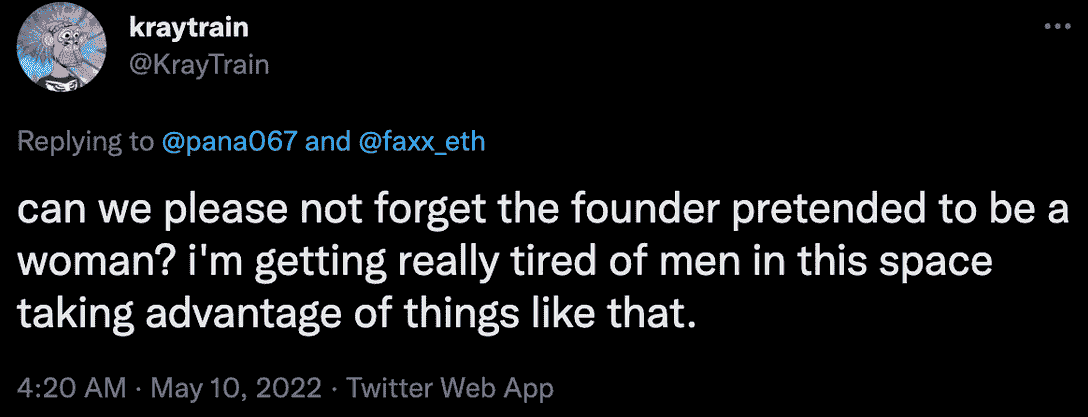 kraytrain
@KrayTrain
Replying to @pana067 and @faxx_eth
can we please not forget the founder pretended to be a
woman? i'm getting really tired of men in this space
taking advantage of things like that.
4:20 AM · May 10, 2022 · Twitter Web App